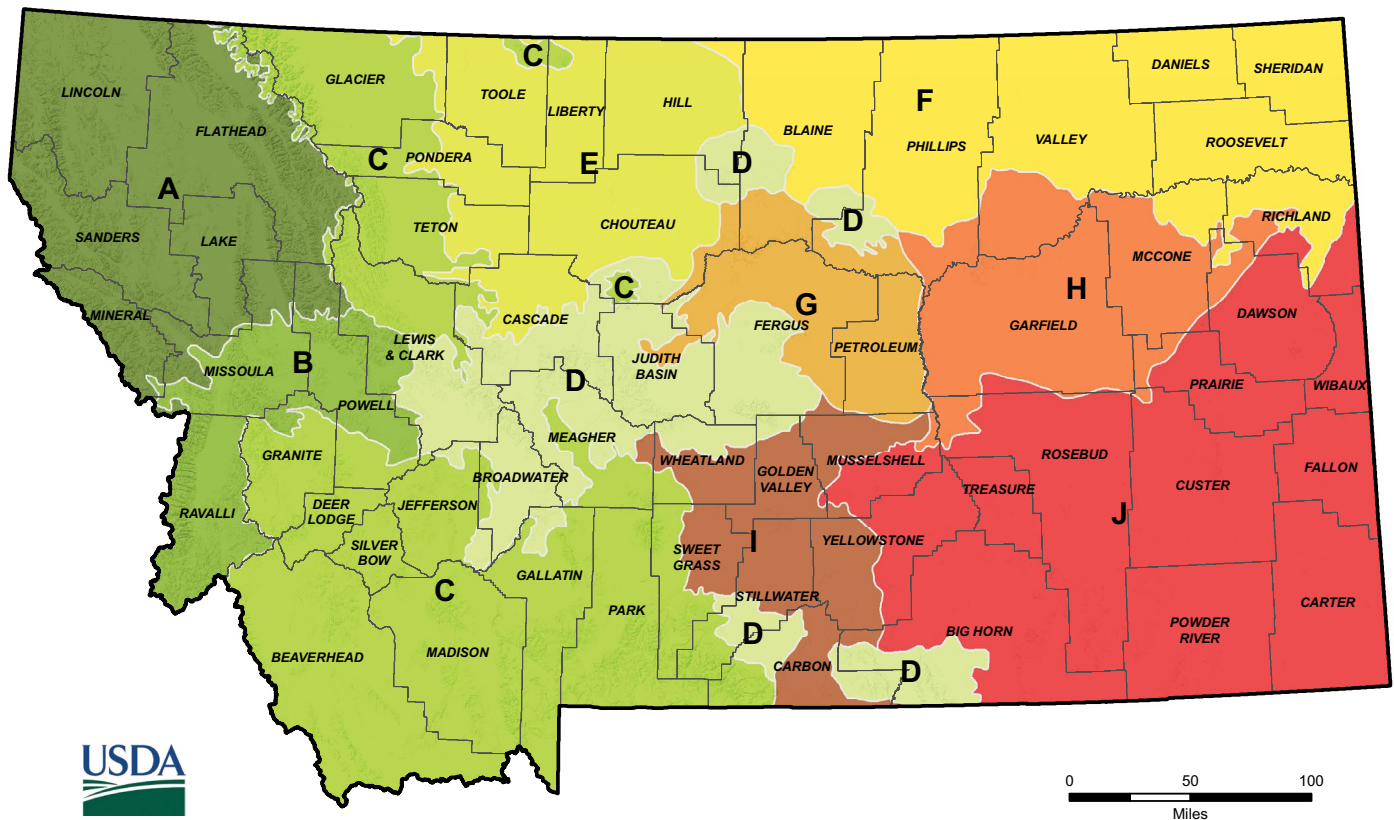 C
DANIELS
SHERIDAN
GLACIER
LINCOLN
TOOLE
LIBERTY
HILL
F
FLATHEAD
BLAINE
PHILLIPS
VALLEY
ROOSEVELT
C
PONDERA
E
D
A
TETON
CHOUTEAU
D
RICHLAND
SANDERS
LAKE
MCCONE
C
H
MINERAL
CASCADE
G
FERGUS
GARFIELD
DAWSON
LEWIS
& CLARK
PETROLEUM
B
MISSOULA
JUDITH
BASIN
D
PRAIRIE
WIBAUX
POWELL
MEAGHER
GRANITE
WHEATLAND
GOLDEN
VALLEY
MUSSELSHELL
ROSEBUD
FALLON
BROADWATER
TREASURE
CUSTER
DEER
LODGE
JEFFERSON
RAVALLI
J
SILVER
BOW
SWEET
GRASS
I
YELLOWSTONE
GALLATIN
C
PARK
STILLWATER
CARTER
BIG HORN
POWDER
RIVER
D
BEAVERHEAD
MADISON
CARBON
D
USDA
0
50
100
Miles